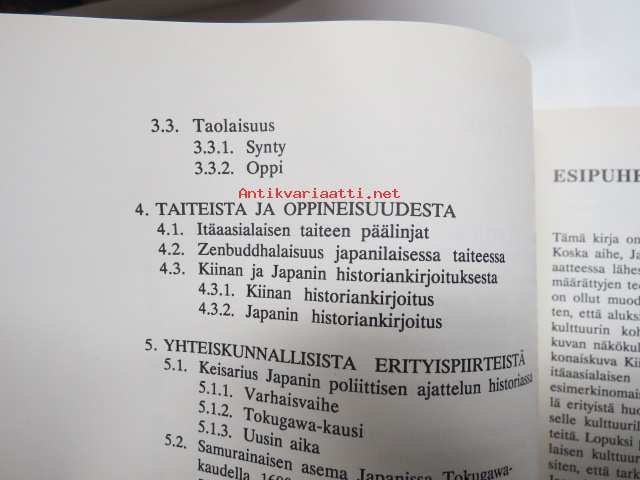 3.3. Taolaisuus
3.3.1. Synty
3.3.2. Oppi
Antikvariaatti.net
4. TAITEISTA JA OPPINEISUUDESTA
4.1. Itäaasialaisen taiteen päälinjat
4.2. Zenbuddhalaisuus japanilaisessa taiteessa
4.3. Kiinan ja Japanin historiankirjoituksesta
4.3.1. Kiinan historiankirjoitus
4.3.2. Japanin historiankirjoitus
5. YHTEISKUNNALLISISTA ERITYISPIIRTEISTÄ
5.1. Keisarius Japanin poliittisen ajattelun historiassa
5.1.1. Varhaisvaihe
5.1.2. Tokugawa-kausi
5.1.3. Uusin aika
5.2. Samurainaisen asema Japanissa Tokugawa-
kaudella
ESIPUHE
Tämä kirja on
Koska aihe, Ja
aatteessa lähes
määrättyjen teo
on ollut muod
ten, että aluks
kulttuurin koh
kuvan näkökul
konaiskuva Kii
itäaasialaisen
esimerkinomais
lä erityistä huo
selle kulttuuril
teitä. Lopuksi p
laisen kulttuur
siten, että tark